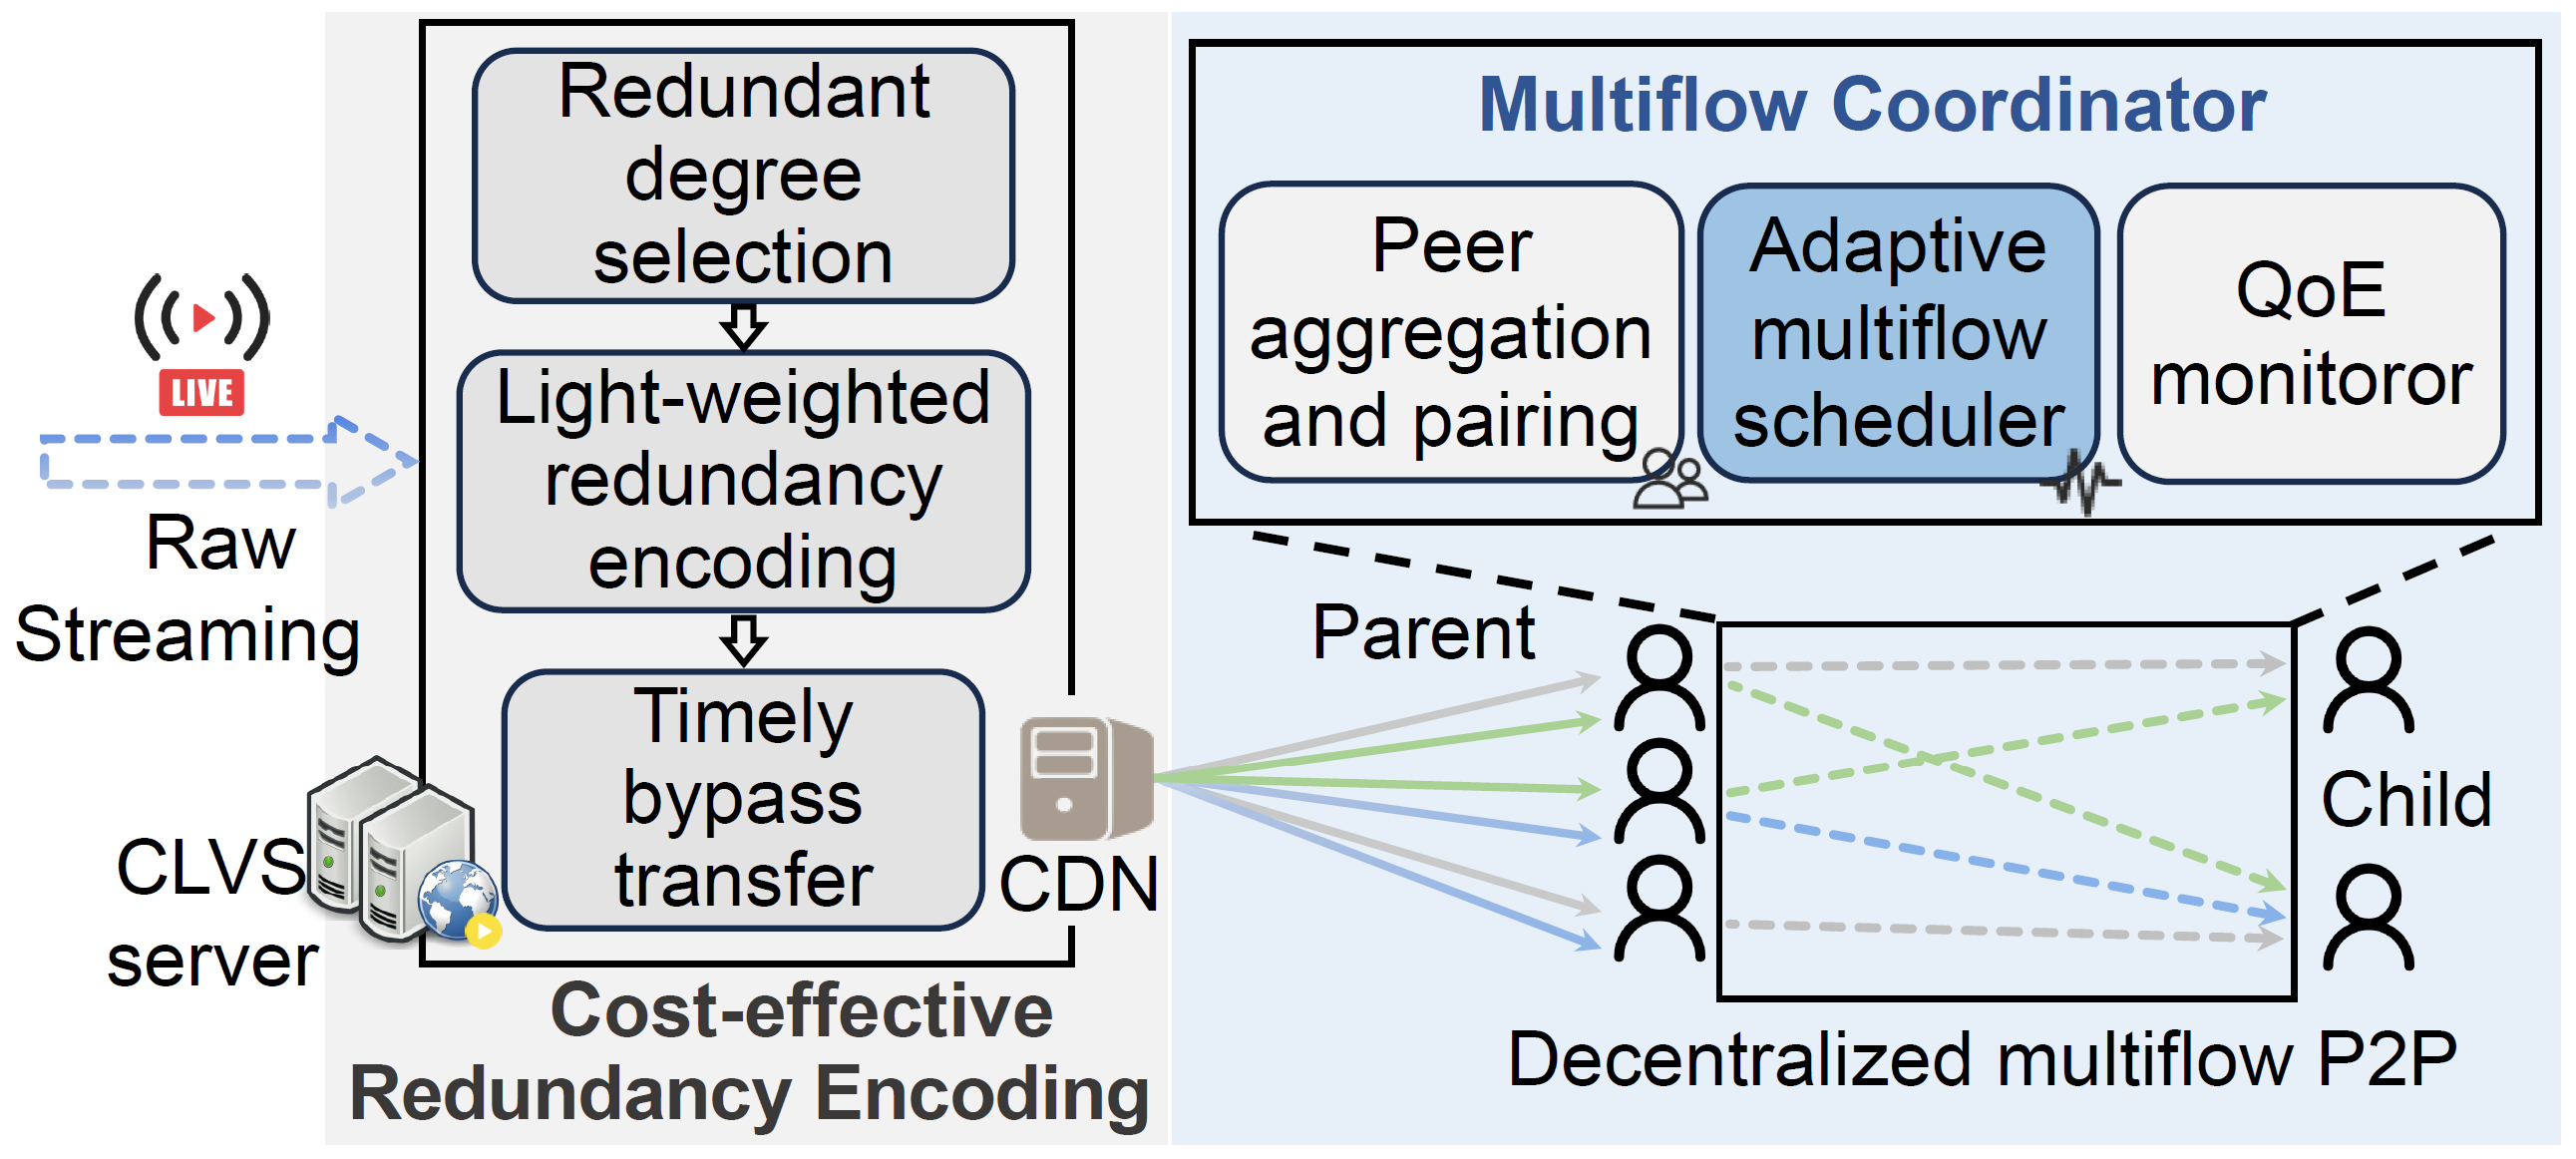 LIVE
Raw
Streaming
CLVS
server
Redundant
degree
selection
Light-weighted
redundancy
encoding
Timely
bypass
transfer
CDN
Cost-effective
Redundancy Encoding
Multiflow Coordinator
Peer
aggregation
and pairing
Adaptive
multiflow
scheduler
QoE
monitoror
Parent
Child
Decentralized multiflow P2P